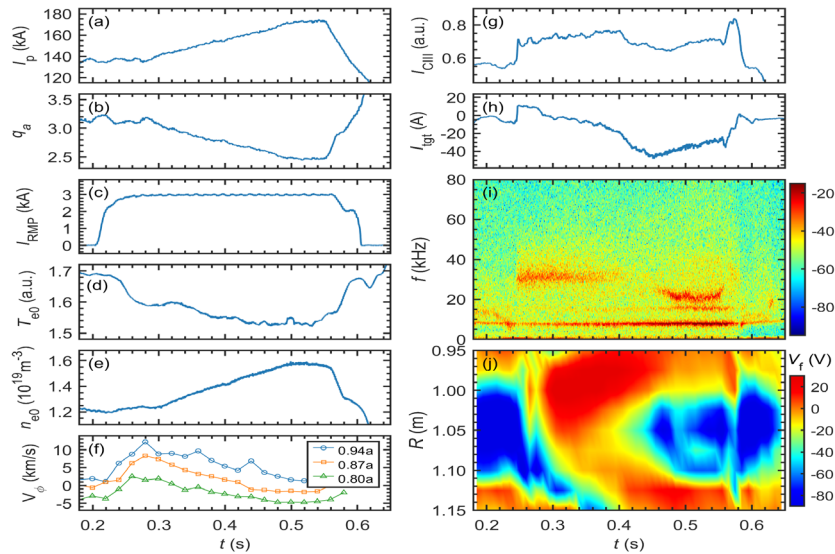 (a)
I_p (kA)
180
160
140
120
(b)
q_a
3.5
3.0
2.5
(c)
I_RMP (kA)
3
2
1
0
(d)
T_e0 (a.u.)
1.7
1.6
1.5
(e)
n_e0 (10^19 m^-3)
1.6
1.4
1.2
(f)
V_ϕ (km/s)
10
5
0
-5
0.94a
0.87a
0.80a
0.2 0.3 0.4 0.5 0.6
t (s)
(g)
I_CIII (a.u.)
0.8
0.6
(h)
I_tgt (A)
20
0
-20
-40
(i)
f (kHz)
80
60
40
20
0
-20
-40
-60
-80
(j)
R (m)
0.95
1.00
1.05
1.10
1.15
V_f (V)
20
0
-20
-40
-60
-80
0.2 0.3 0.4 0.5 0.6
t (s)